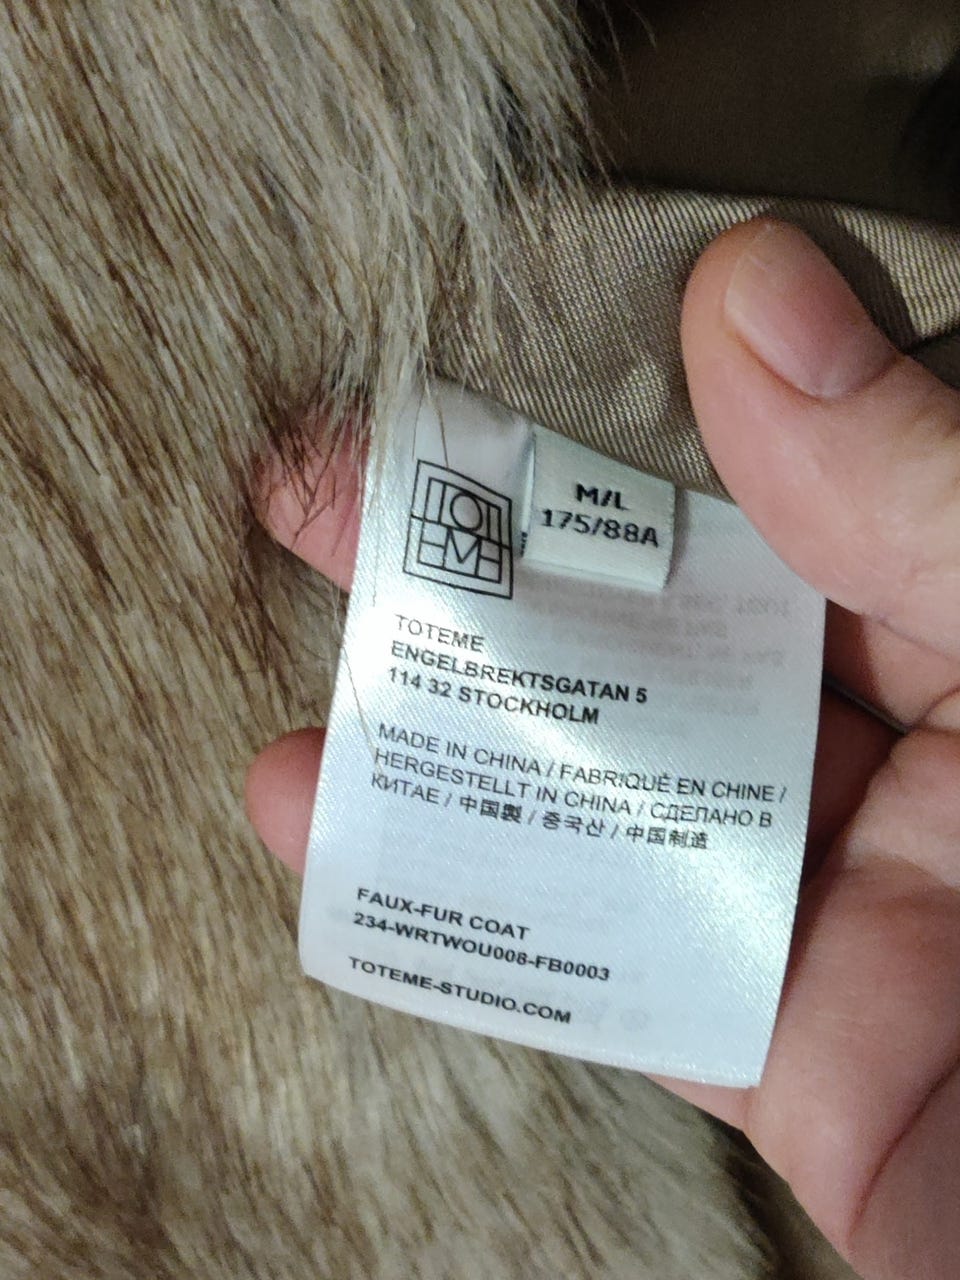 TOTEME
M/L
175/88A
TOTEME
ENGELBREKTSGATAN 5
114 32 STOCKHOLM
MADE IN CHINA / FABRIQUÉ EN CHINE /
HERGESTELLT IN CHINA / СДЕЛАНО В
КИТАЕ / 中国製 / 중국산 / 中国制造
FAUX-FUR COAT
234-WRTWOU008-FB0003
TOTEME-STUDIO.COM